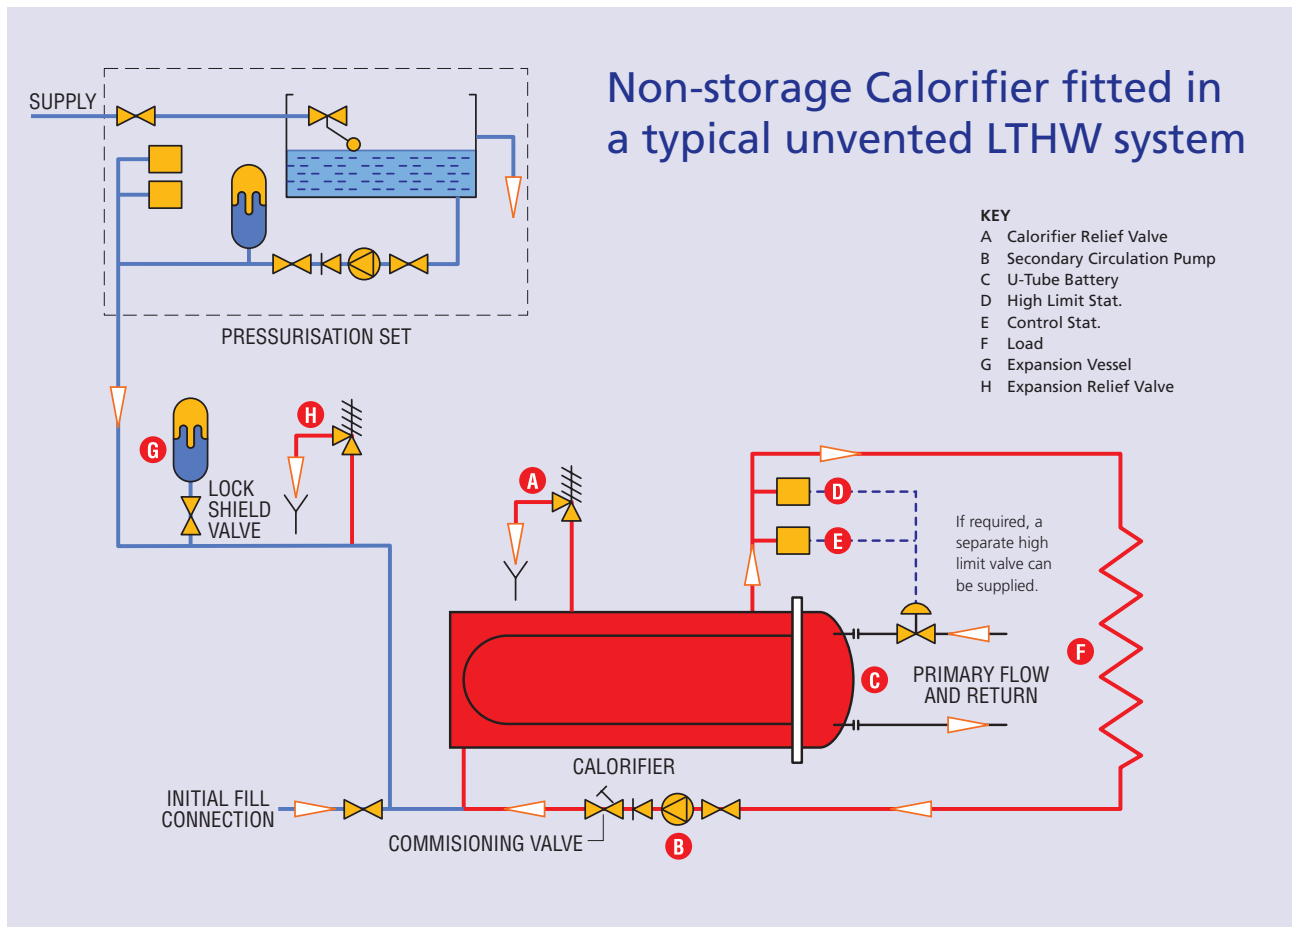 Non-storage Calorifier fitted in
a typical unvented LTHW system
SUPPLY
PRESSURISATION SET
KEY
A Calorifier Relief Valve
B Secondary Circulation Pump
C U-Tube Battery
D High Limit Stat.
E Control Stat.
F Load
G Expansion Vessel
H Expansion Relief Valve
H
G
LOCK
SHIELD
VALVE
A
D
E
If required, a
separate high
limit valve can
be supplied.
F
C
PRIMARY FLOW
AND RETURN
CALORIFIER
INITIAL FILL
CONNECTION
COMMISIONING VALVE
B